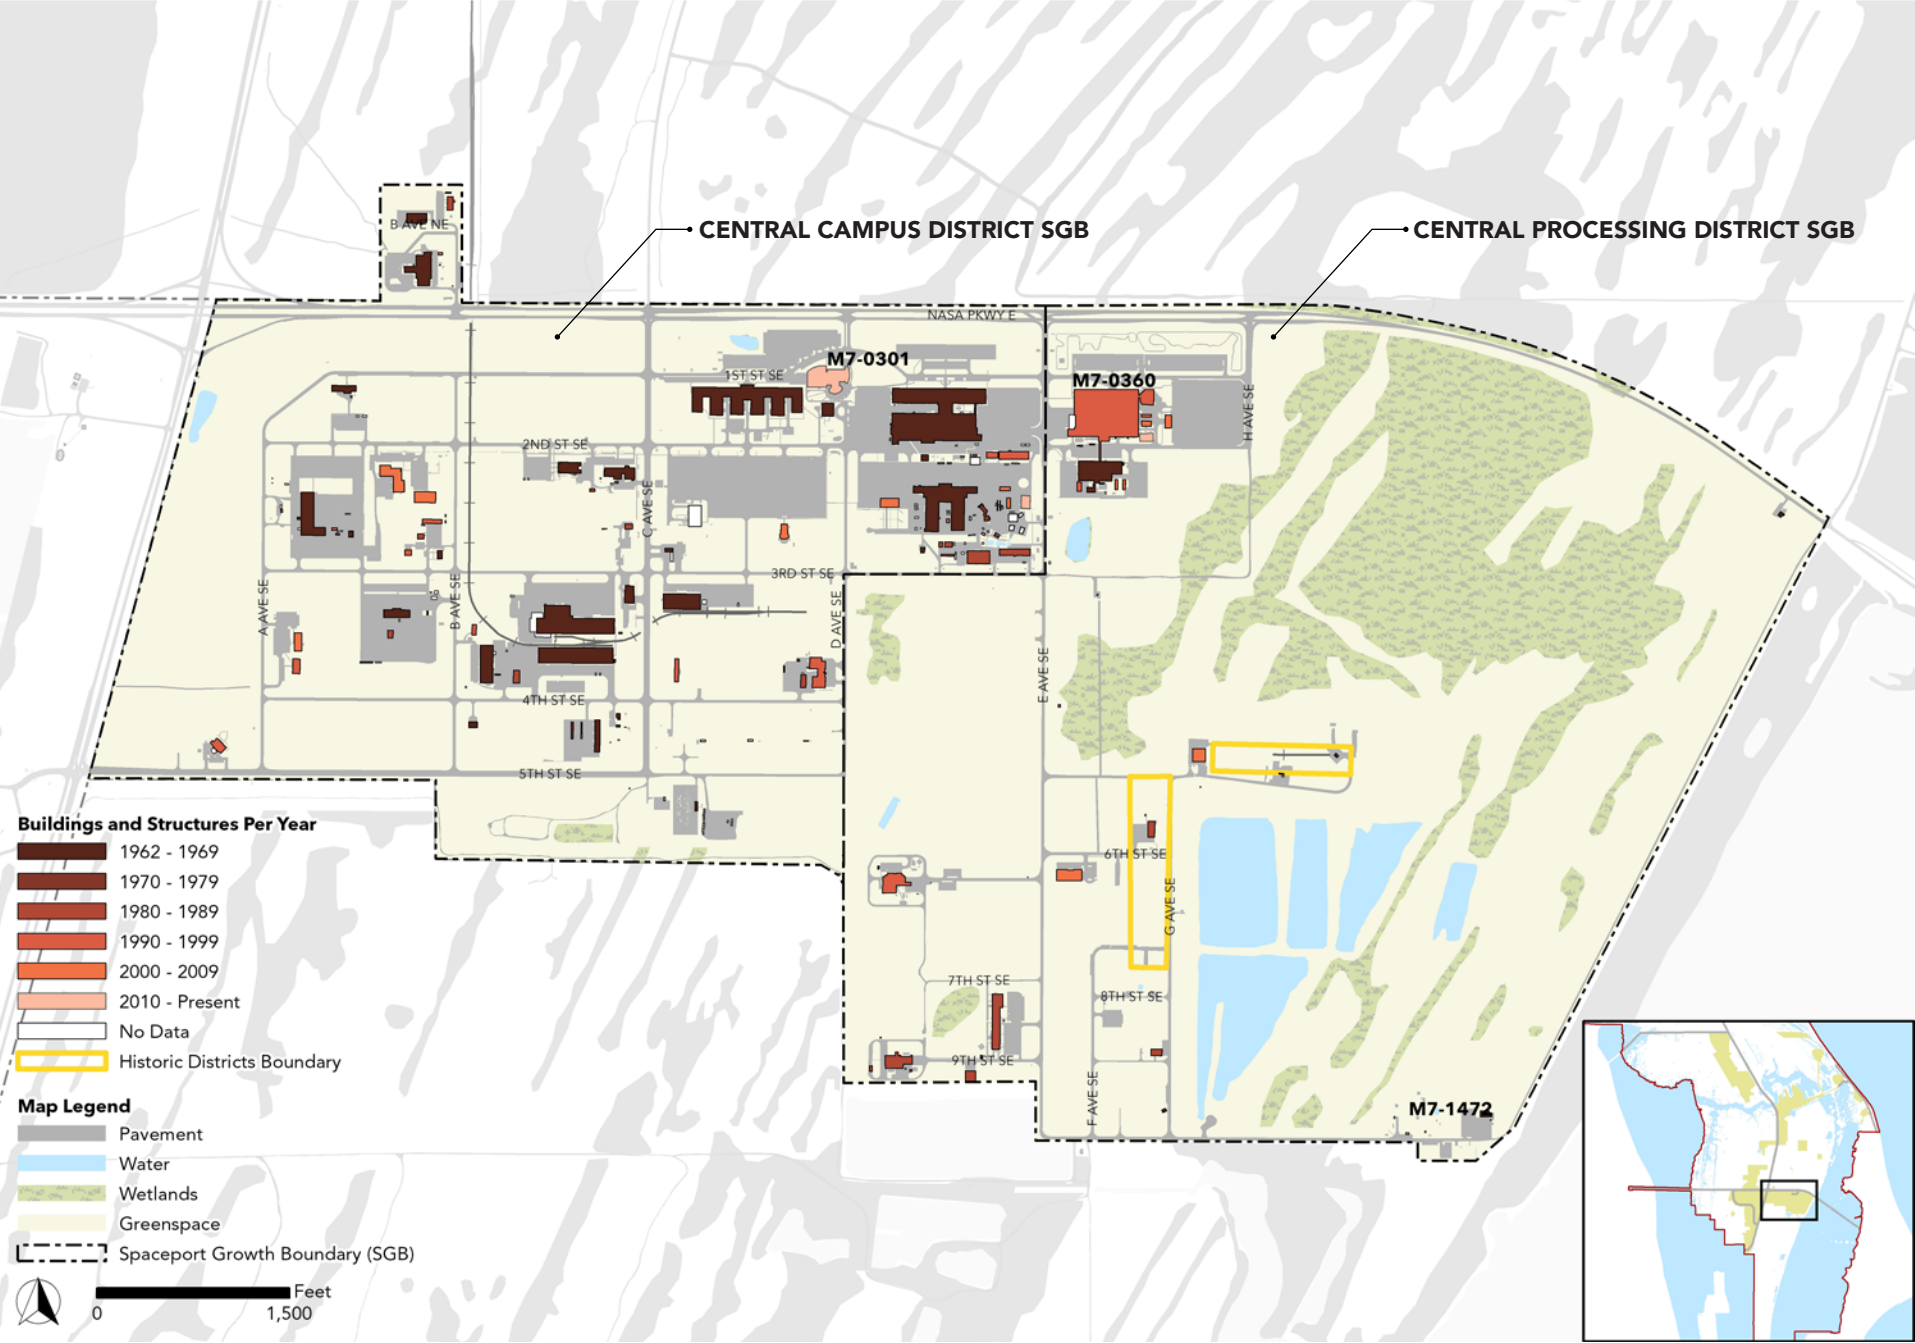 CENTRAL CAMPUS DISTRICT SGB
CENTRAL PROCESSING DISTRICT SGB
B AVE NE
NASA PKWY E
M7-0301
1ST ST SE
M7-0360
H AVE SE
2ND ST SE
C AVE SE
3RD ST SE
A AVE SE
B AVE SE
D AVE SE
E AVE SE
4TH ST SE
5TH ST SE
6TH ST SE
G AVE SE
7TH ST SE
8TH ST SE
9TH ST SE
F AVE SE
M7-1472
Buildings and Structures Per Year
1962 - 1969
1970 - 1979
1980 - 1989
1990 - 1999
2000 - 2009
2010 - Present
No Data
Historic Districts Boundary
Map Legend
Pavement
Water
Wetlands
Greenspace
Spaceport Growth Boundary (SGB)
Feet
0 1,500